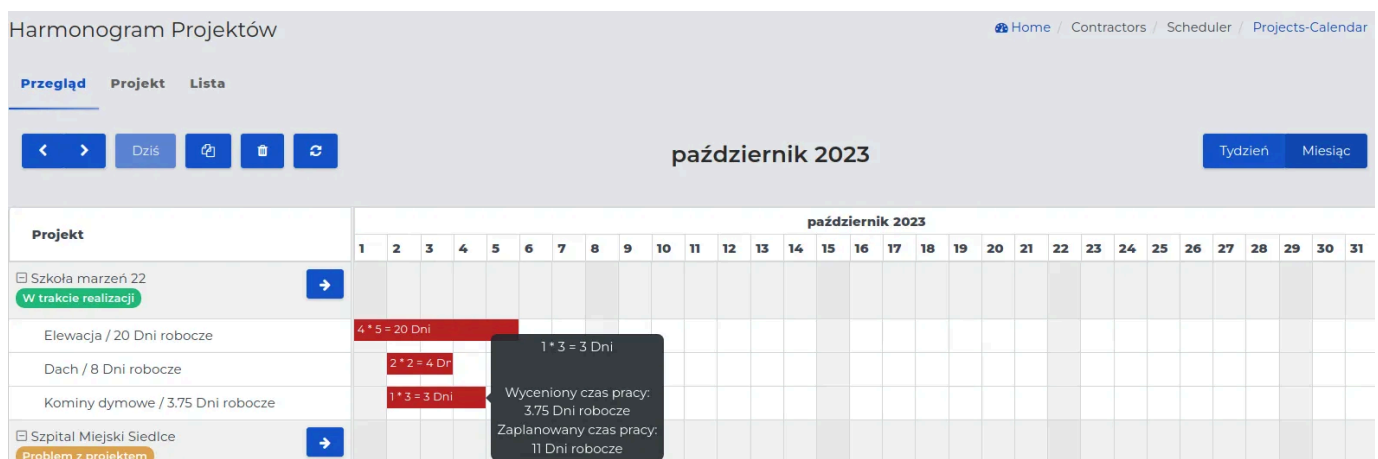 Harmonogram Projektów
Home / Contractors / Scheduler / Projects-Calendar
Przegląd Projekt Lista
Dziś
październik 2023
Tydzień Miesiąc
Projekt
październik 2023
1 2 3 4 5 6 7 8 9 10 11 12 13 14 15 16 17 18 19 20 21 22 23 24 25 26 27 28 29 30 31
Szkoła marzeń 22
W trakcie realizacji
Elewacja / 20 Dni robocze
4 * 5 = 20 Dni
Dach / 8 Dni robocze
2 * 2 = 4 Dr
Kominy dymowe / 3.75 Dni robocze
1 * 3 = 3 Dni
1 * 3 = 3 Dni
Wyceniony czas pracy:
3.75 Dni robocze
Zaplanowany czas pracy:
11 Dni robocze
Szpital Miejski Siedlce
Problem z projektem